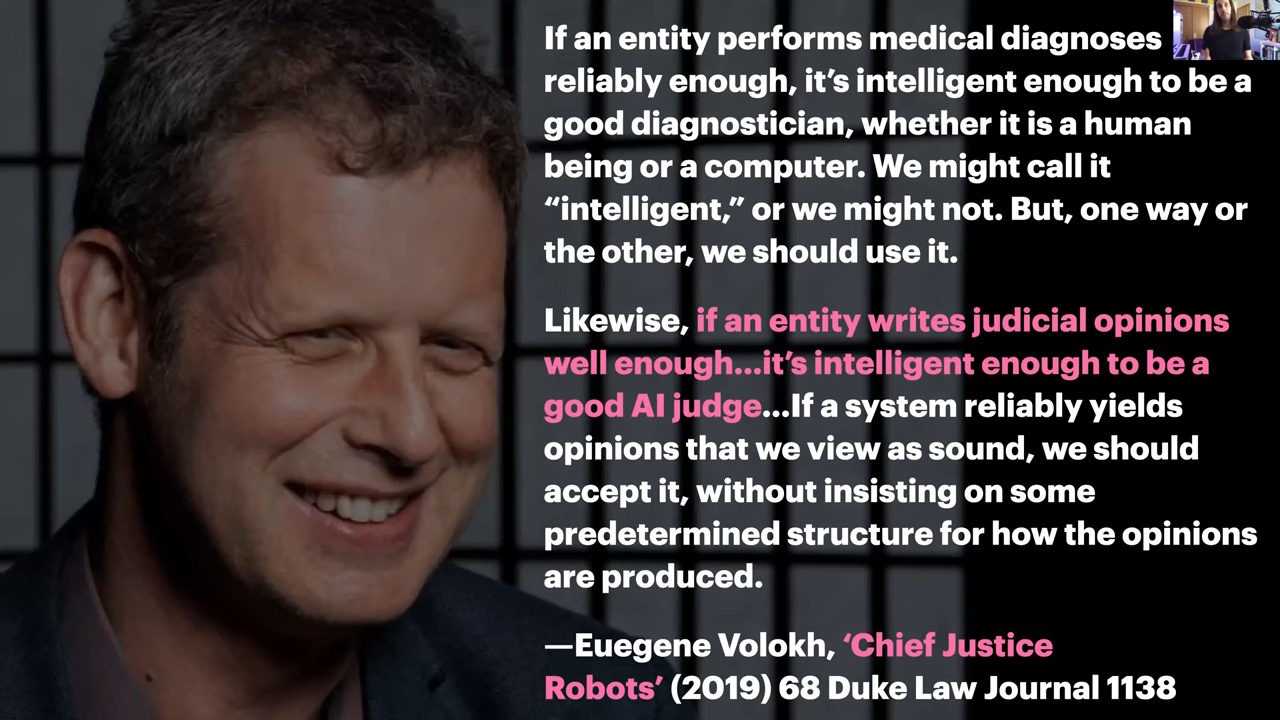 If an entity performs medical diagnoses
reliably enough, it’s intelligent enough to be a
good diagnostician, whether it is a human
being or a computer. We might call it
“intelligent,” or we might not. But, one way or
the other, we should use it.
Likewise, if an entity writes judicial opinions
well enough...it’s intelligent enough to be a
good AI judge...If a system reliably yields
opinions that we view as sound, we should
accept it, without insisting on some
predetermined structure for how the opinions
are produced.
—Euegene Volokh, ‘Chief Justice
Robots’ (2019) 68 Duke Law Journal 1138